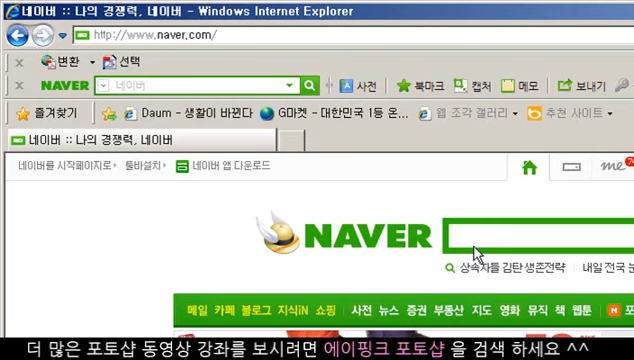 네이버 :: 나의 경쟁력, 네이버 - Windows Internet Explorer
http://www.naver.com/
변환 선택
NAVER 네이버 사전 북마크 캡처 메모 보내기
즐겨찾기 Daum - 생활이 바뀐다 G마켓 - 대한민국 1등 온... 웹 조각 갤러리 추천 사이트
네이버 :: 나의 경쟁력, 네이버
네이버를 시작페이지로 툴바설치 네이버 앱 다운로드 me
NAVER
상속자들 김탄 생존전략 내일 전국
메일 카페 블로그 지식iN 쇼핑 사전 뉴스 증권 부동산 지도 영화 뮤직 책 웹툰 N
더 많은 포토샵 동영상 강좌를 보시려면 에이핑크 포토샵 을 검색 하세요 ^^